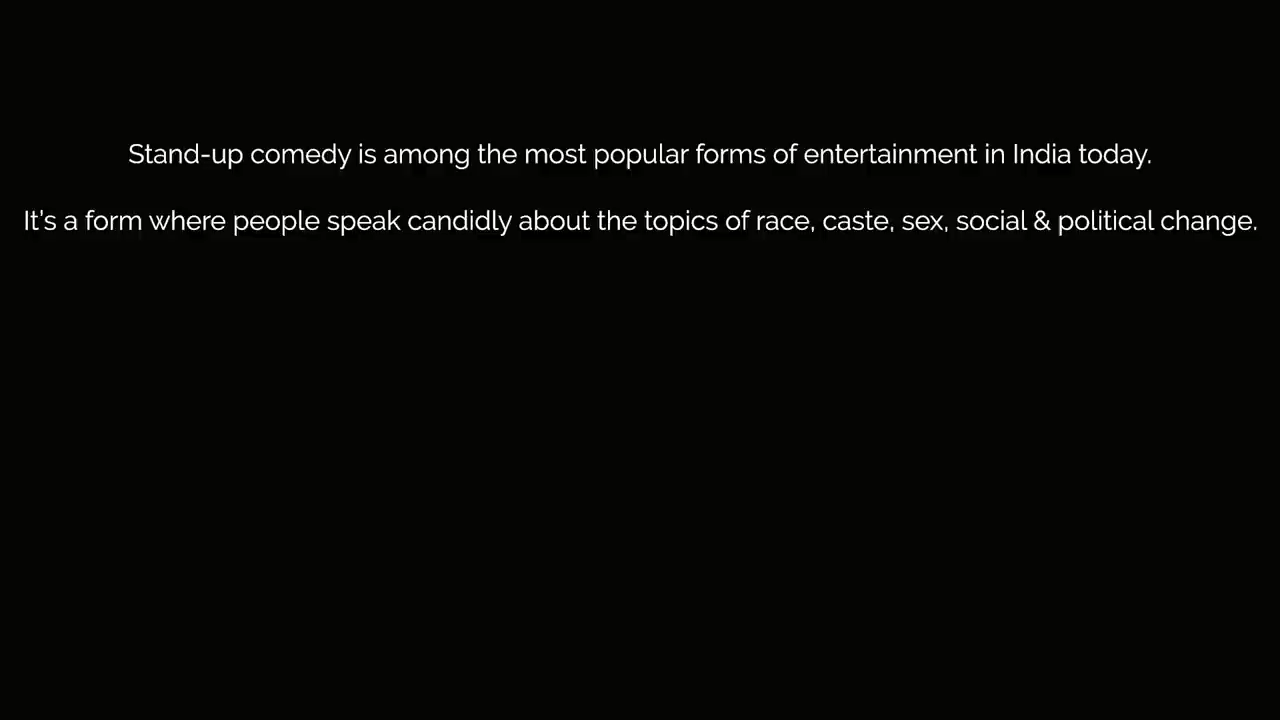 Stand-up comedy is among the most popular forms of entertainment in India today.
It's a form where people speak candidly about the topics of race, caste, sex, social & political change.